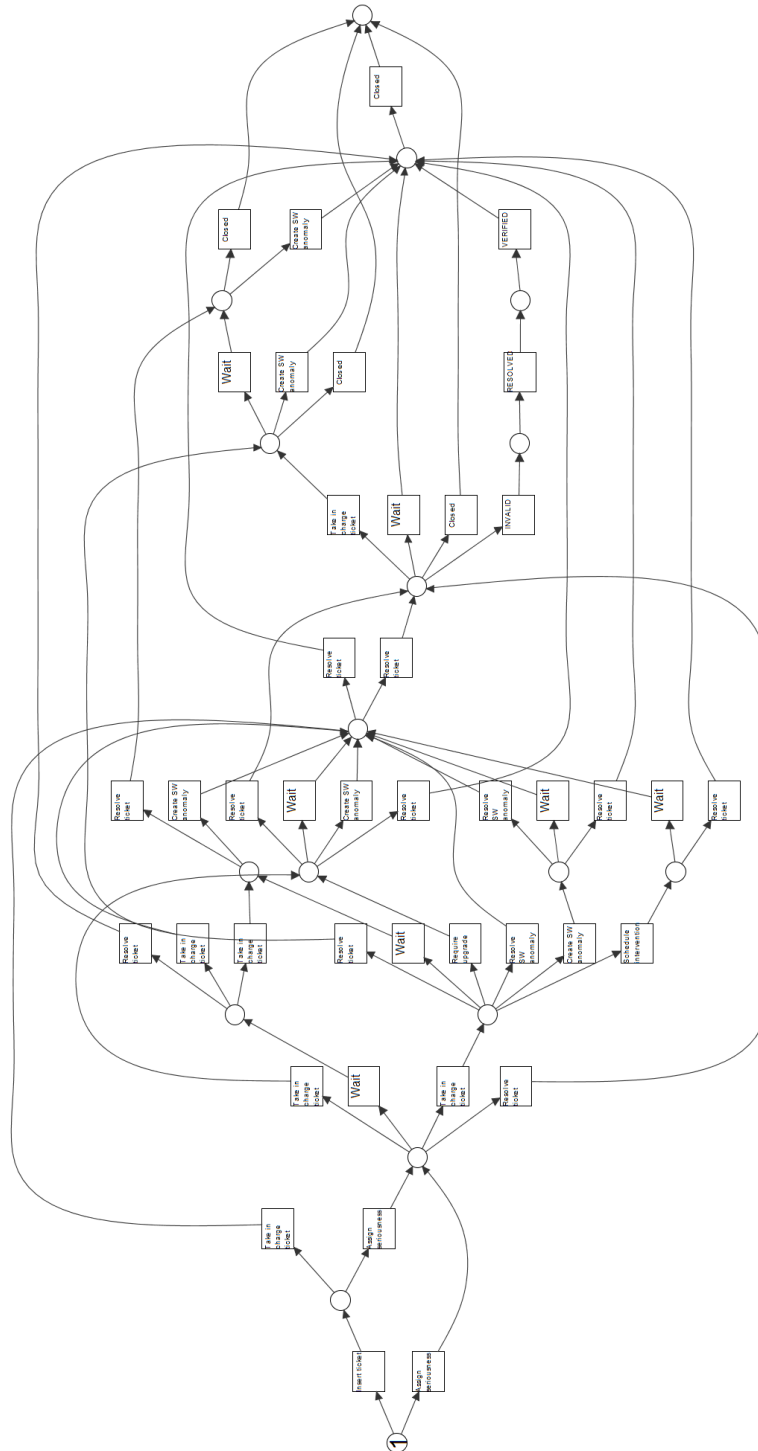 Closed
Closed
Create SW
anomaly
VERIFIED
Wait
Create SW
anomaly
Closed
RESOLVED
Take in
charge
ticket
Wait
Closed
INVALID
Resolve
ticket
Resolve
ticket
Resolve
ticket
Create SW
anomaly
Resolve
ticket
Wait
Create SW
anomaly
Resolve
ticket
Resolve
SW
anomaly
Wait
Resolve
ticket
Wait
Resolve
ticket
Resolve
ticket
Take in
charge
ticket
Take in
charge
ticket
Resolve
ticket
Wait
Require
upgrade
Resolve
SW
anomaly
Create SW
anomaly
Schedule
intervention
Take in
charge
ticket
Wait
Take in
charge
ticket
Resolve
ticket
Take in
charge
ticket
Assign
seriousness
Insert ticket
Assign
seriousness
1